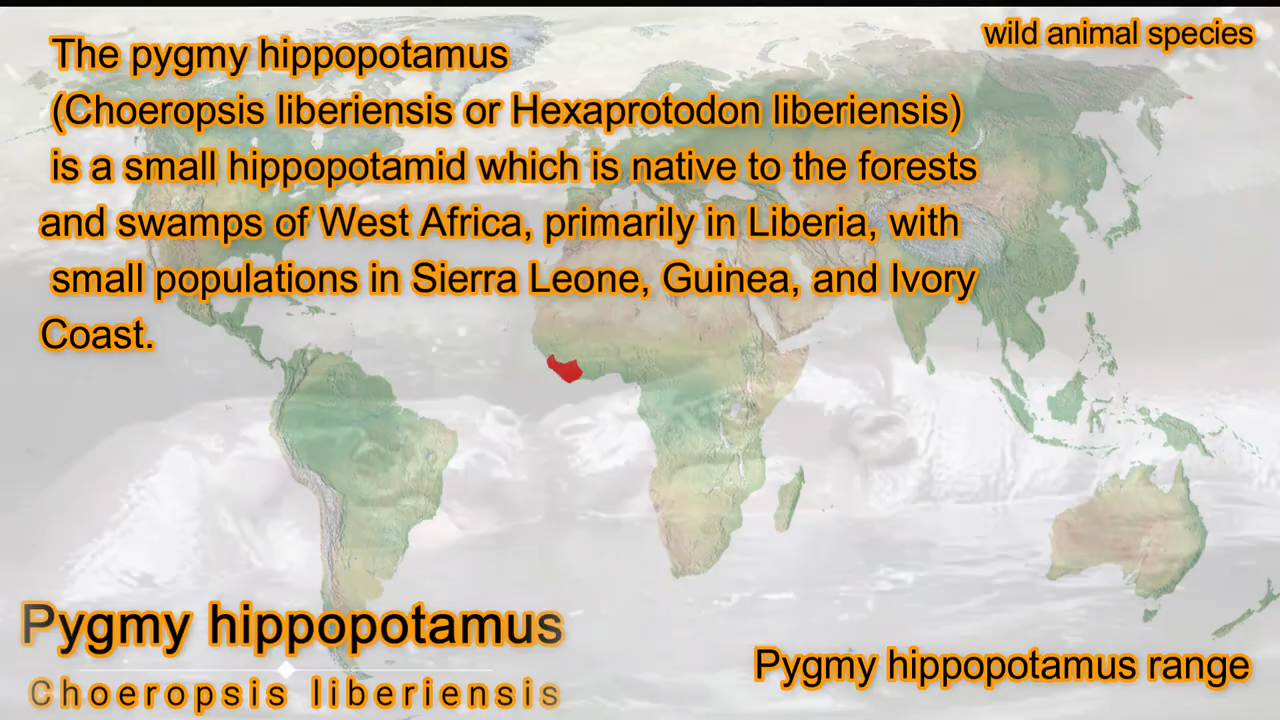 wild animal species
The pygmy hippopotamus
(Choeropsis liberiensis or Hexaprotodon liberiensis)
is a small hippopotamid which is native to the forests
and swamps of West Africa, primarily in Liberia, with
small populations in Sierra Leone, Guinea, and Ivory
Coast.
Pygmy hippopotamus
Choeropsis liberiensis
Pygmy hippopotamus range